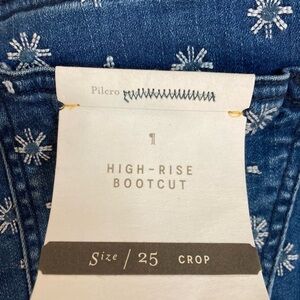 Pilcro
¶
HIGH-RISE
BOOTCUT
Size / 25 CROP